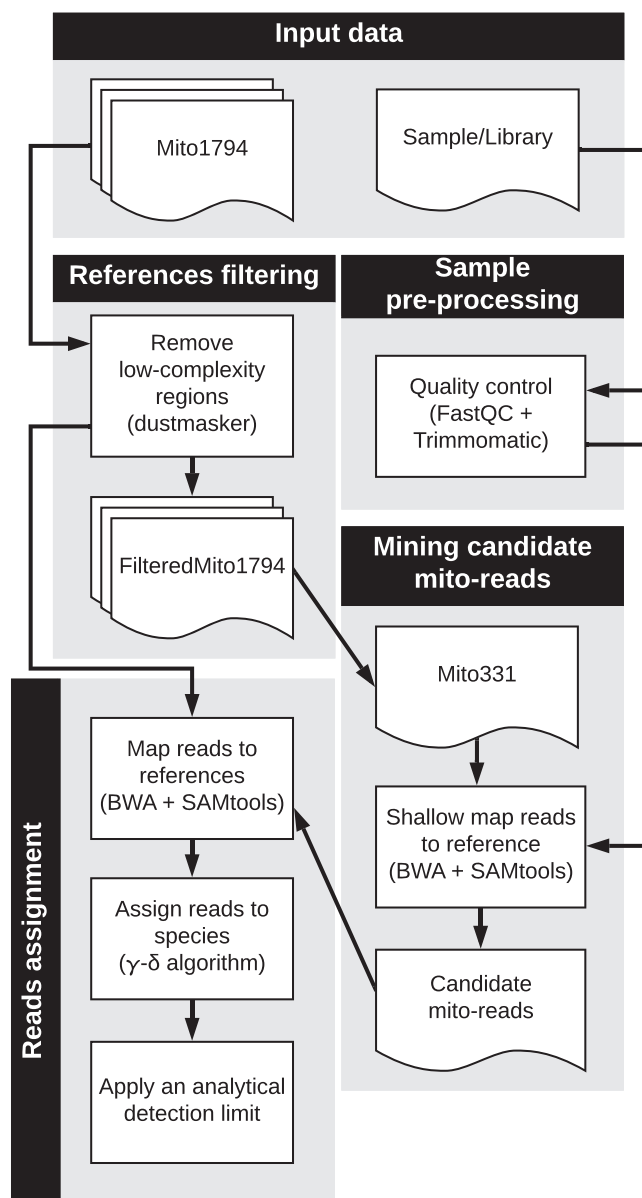 Input data
Mito1794
Sample/Library
References filtering
Remove
low-complexity
regions
(dustmasker)
FilteredMito1794
Sample
pre-processing
Quality control
(FastQC +
Trimmomatic)
Mining candidate
mito-reads
Mito331
Shallow map reads
to reference
(BWA + SAMtools)
Candidate
mito-reads
Reads assignment
Map reads to
references
(BWA + SAMtools)
Assign reads to
species
(γ-δ algorithm)
Apply an analytical
detection limit